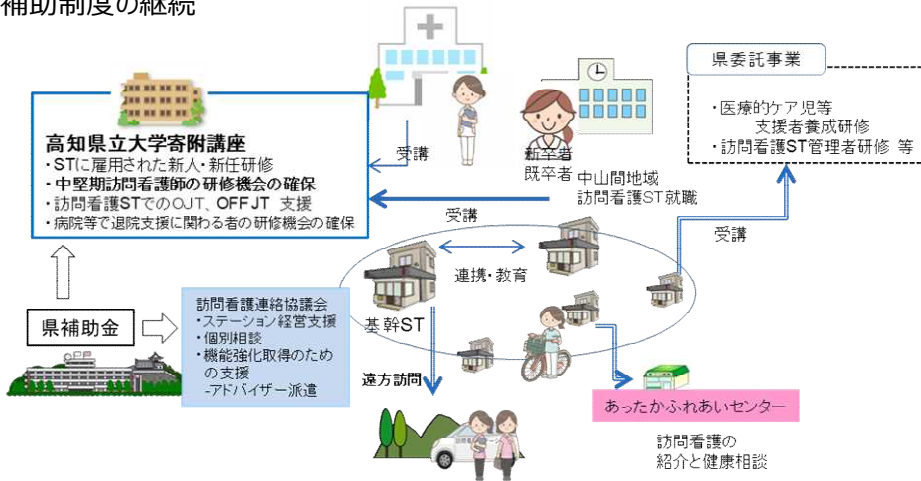 補助制度の継続
県委託事業
・医療的ケア児等
支援者養成研修
・訪問看護ST管理者研修 等
高知県立大学寄附講座
・STに雇用された新人・新任研修
・中堅期訪問看護師の研修機会の確保
・訪問看護STでのOJT、OFFJT 支援
・病院等で退院支援に関わる者の研修機会の確保
受講
新卒者
既卒者
中山間地域
訪問看護ST就職
受講
受講
連携・教育
基幹ST
県補助金
訪問看護連絡協議会
・ステーション経営支援
・個別相談
・機能強化取得のため
の支援
-アドバイザー派遣
遠方訪問
あったかふれあいセンター
訪問看護の
紹介と健康相談